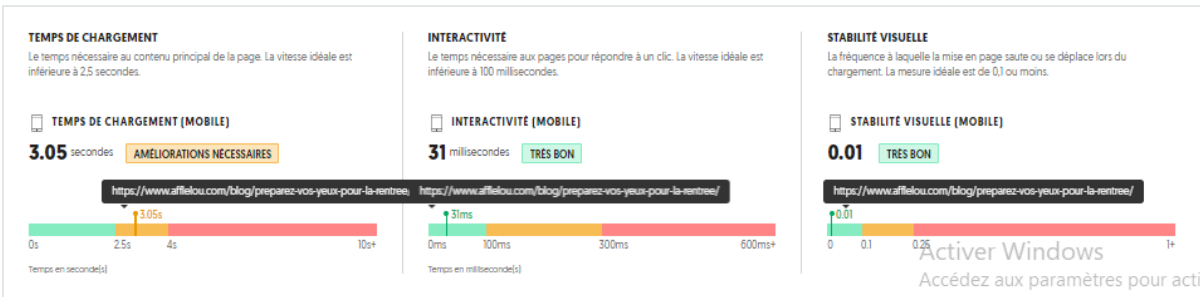 TEMPS DE CHARGEMENT
Le temps nécessaire au contenu principal de la page. La vitesse idéale est
inférieure à 2,5 secondes.
TEMPS DE CHARGEMENT (MOBILE)
3.05 secondes AMÉLIORATIONS NÉCESSAIRES
https://www.afflelou.com/blog/preparez-vos-yeux-pour-la-rentree
3.05s
0s 2.5s 4s 10s+
Temps en seconde(s)
INTERACTIVITÉ
Le temps nécessaire aux pages pour répondre à un clic. La vitesse idéale est
inférieure à 100 millisecondes.
INTERACTIVITÉ (MOBILE)
31 millisecondes TRÈS BON
https://www.afflelou.com/blog/preparez-vos-yeux-pour-la-rentree/
31ms
0ms 100ms 300ms 600ms+
Temps en milliseconde(s)
STABILITÉ VISUELLE
La fréquence à laquelle la mise en page saute ou se déplace lors du
chargement. La mesure idéale est de 0,1 ou moins.
STABILITÉ VISUELLE (MOBILE)
0.01 TRÈS BON
https://www.afflelou.com/blog/preparez-vos-yeux-pour-la-rentree/
0.01
0 0.1 0.25 1+
Activer Windows
Accédez aux paramètres pour acti